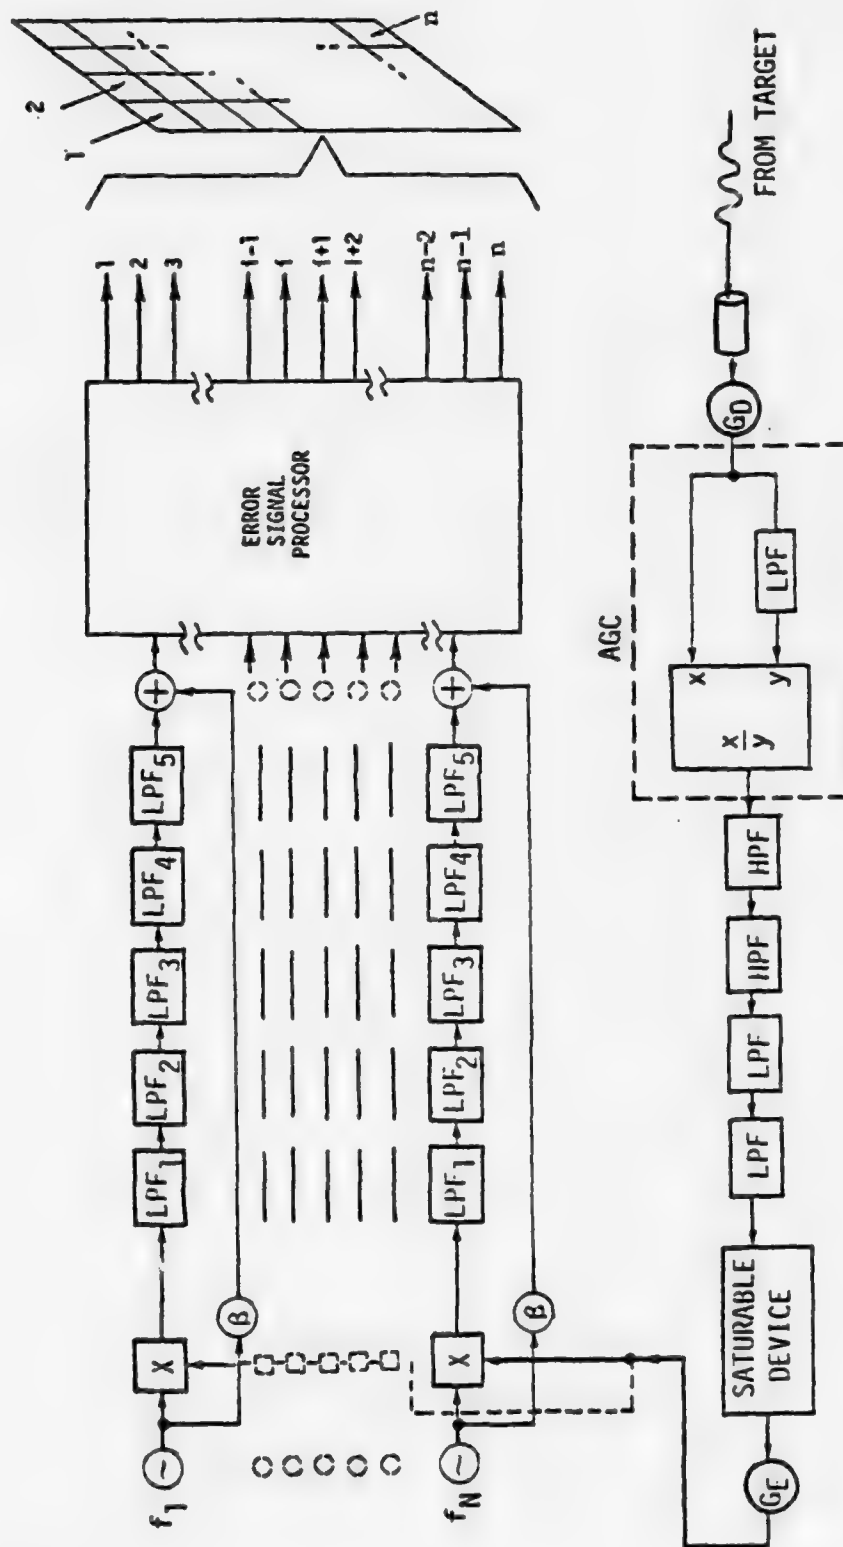 f1
~
X
β
LPF1
LPF2
LPF3
LPF4
LPF5
+
fN
~
X
β
LPF1
LPF2
LPF3
LPF4
LPF5
+
ERROR
SIGNAL
PROCESSOR
1
2
3
i-1
i
i+1
i+2
n-2
n-1
n
1
2
n
GE
SATURABLE
DEVICE
LPF
LPF
HPF
HPF
AGC
x
y
x
y
LPF
GD
FROM TARGET